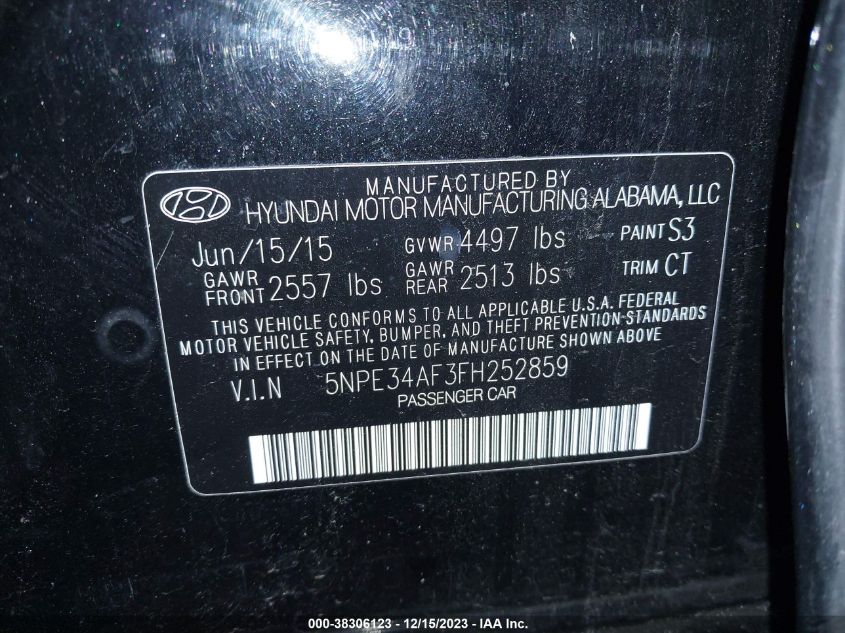 MANUFACTURED BY
HYUNDAI MOTOR MANUFACTURING ALABAMA, LLC
Jun/15/15 GVWR 4497 lbs PAINT S3
GAWR FRONT 2557 lbs GAWR REAR 2513 lbs TRIM CT
THIS VEHICLE CONFORMS TO ALL APPLICABLE U.S.A. FEDERAL
MOTOR VEHICLE SAFETY, BUMPER, AND THEFT PREVENTION STANDARDS
IN EFFECT ON THE DATE OF MANUFACTURE SHOWN ABOVE.
V.I.N 5NPE34AF3FH252859
PASSENGER CAR
000-38306123 - 12/15/2023 - IAA Inc.